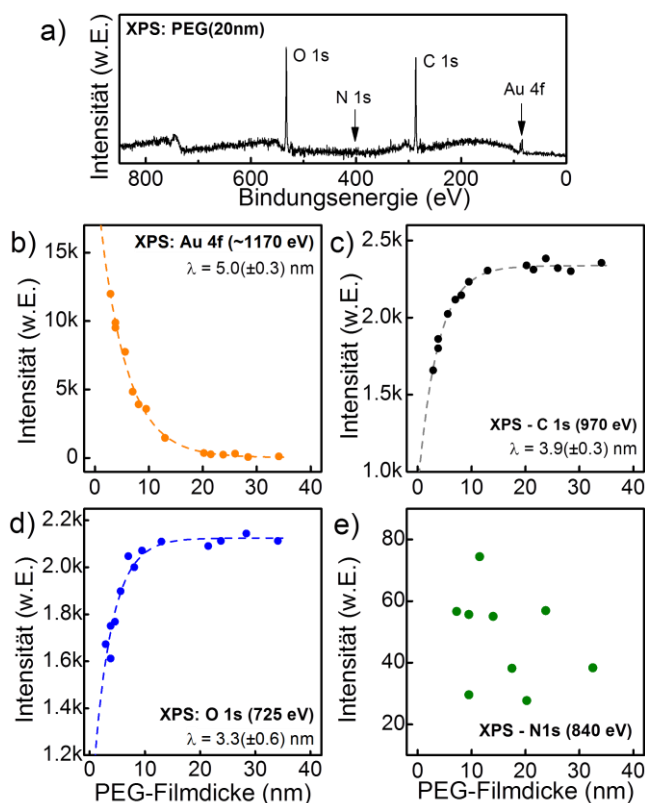 a)
XPS: PEG(20nm)
O 1s
N 1s
C 1s
Au 4f
Intensität (w.E.)
800 600 400 200 0
Bindungsenergie (eV)
b)
XPS: Au 4f (~1170 eV)
λ = 5.0(±0.3) nm
15k
10k
5k
0
Intensität (w.E.)
0 10 20 30 40
c)
2.5k
2.0k
1.5k
1.0k
Intensität (w.E.)
XPS - C 1s (970 eV)
λ = 3.9(±0.3) nm
0 10 20 30 40
d)
2.2k
2.0k
1.8k
1.6k
1.4k
1.2k
Intensität (w.E.)
XPS: O 1s (725 eV)
λ = 3.3(±0.6) nm
0 10 20 30 40
PEG-Filmdicke (nm)
e)
80
60
40
20
Intensität (w.E.)
XPS - N1s (840 eV)
0 10 20 30 40
PEG-Filmdicke (nm)